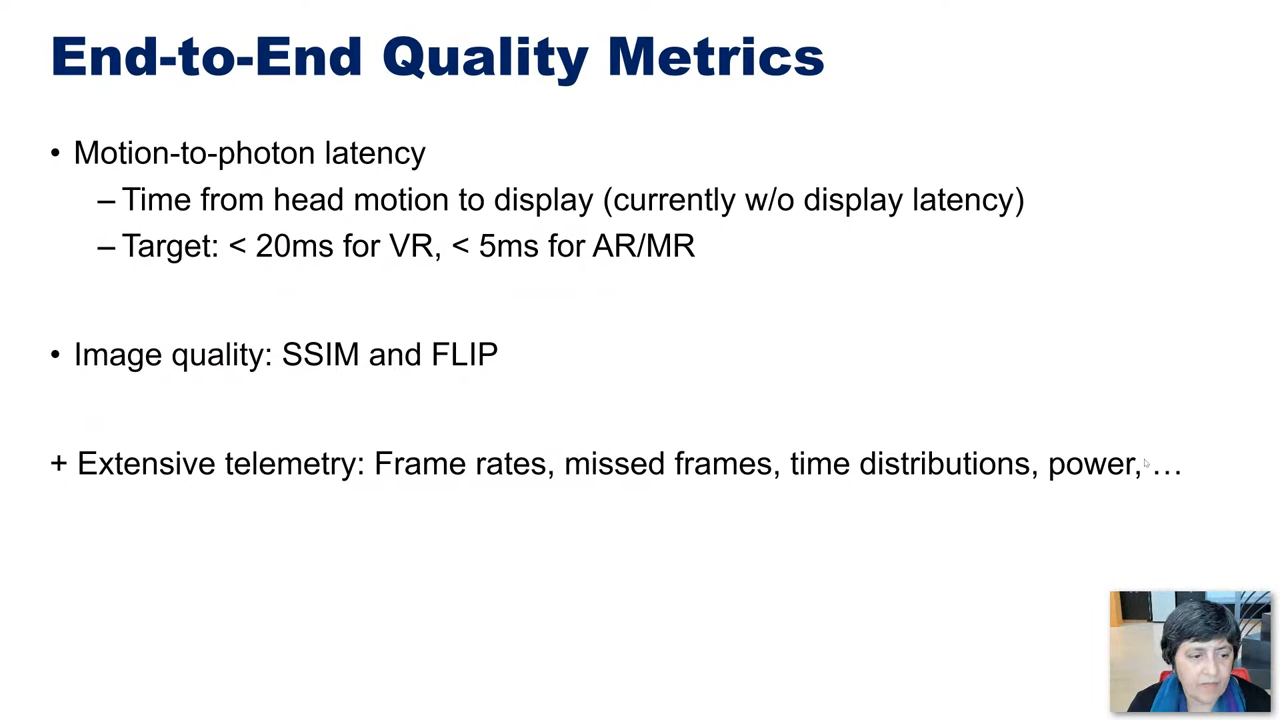 End-to-End Quality Metrics
• Motion-to-photon latency
– Time from head motion to display (currently w/o display latency)
– Target: < 20ms for VR, < 5ms for AR/MR
• Image quality: SSIM and FLIP
+ Extensive telemetry: Frame rates, missed frames, time distributions, power, …